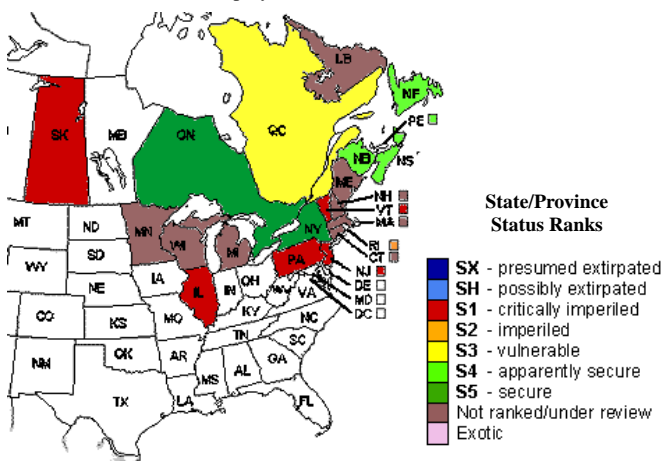 LB
NF
PE
QC
ON
SK
MB
NB
NS
ME
NH
VT
MA
MT
ND
MN
WI
MI
NY
RI
CT
SD
WY
PA
NJ
IA
NE
IL
IN
OH
DE
MD
DC
WV
VA
CO
KS
MO
KY
NC
TN
OK
AR
SC
NM
MS
AL
GA
TX
LA
FL
State/Province
Status Ranks
SX - presumed extirpated
SH - possibly extirpated
S1 - critically imperiled
S2 - imperiled
S3 - vulnerable
S4 - apparently secure
S5 - secure
Not ranked/under review
Exotic